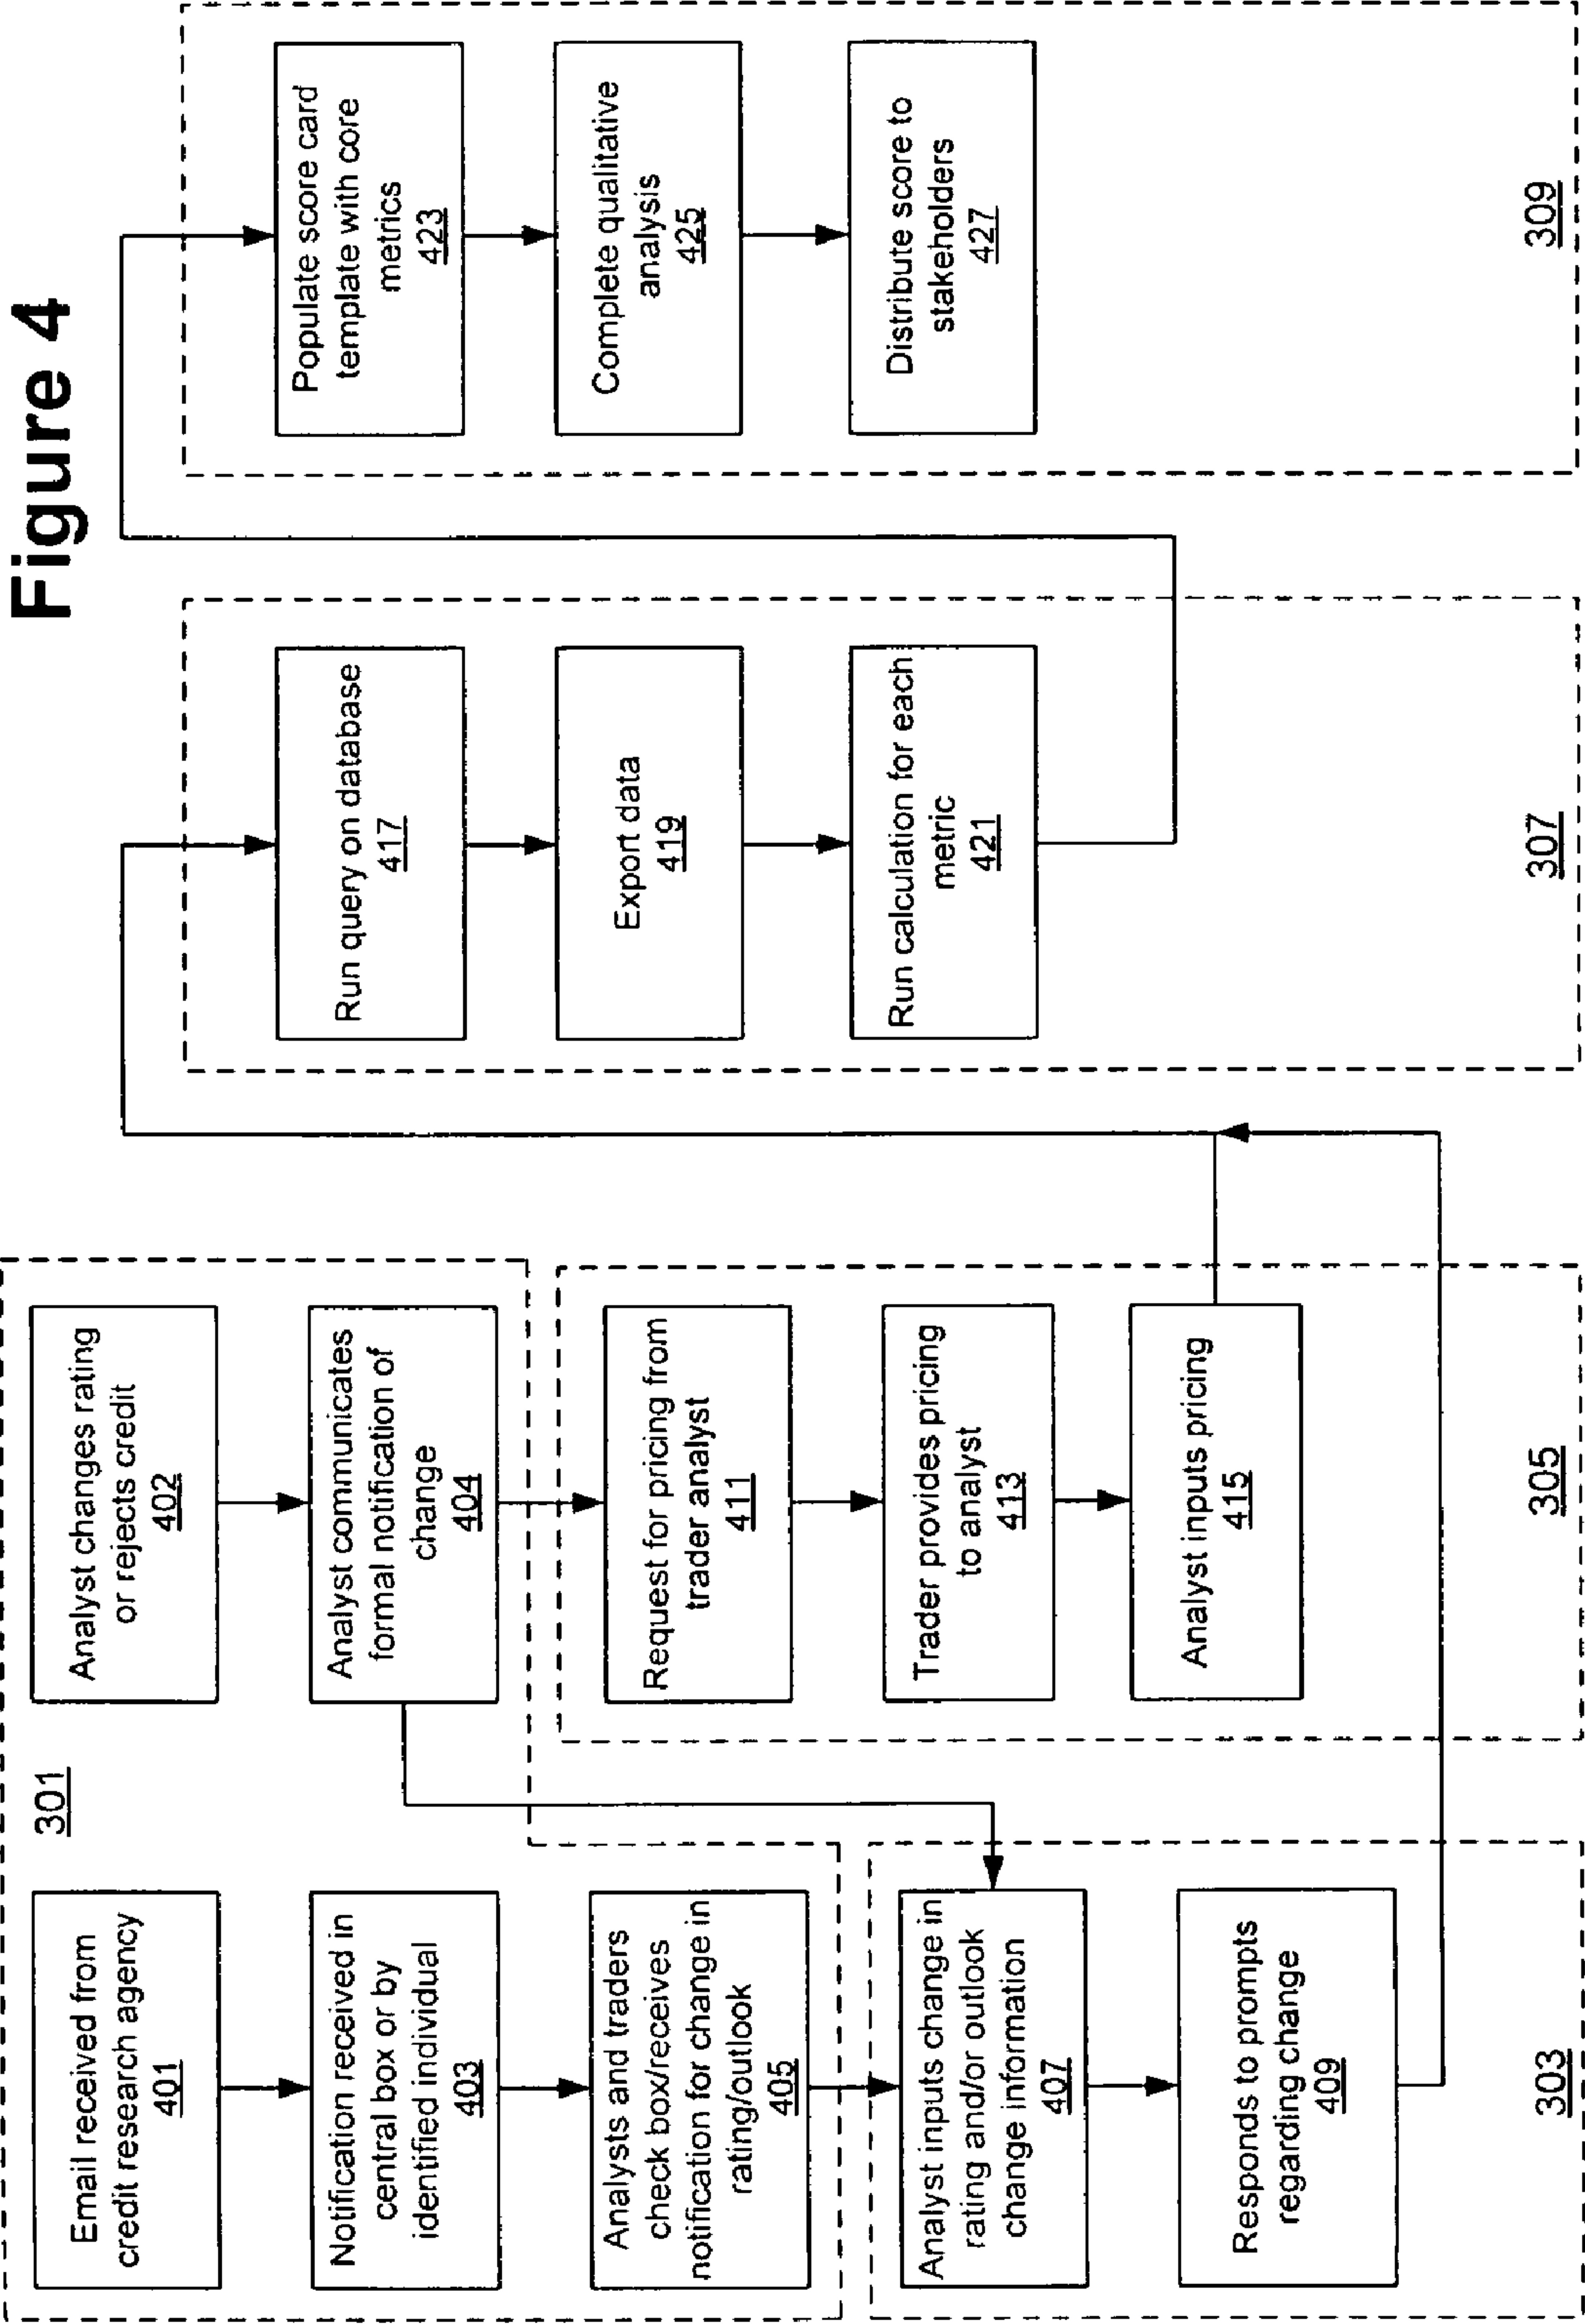 Figure 4
301
Email received from
credit research agency
401
Notification received in
central box or by
identified individual
403
Analysts and traders
check box/receives
notification for change in
rating/outlook
405
Analyst inputs change in
rating and/or outlook
change information
407
Responds to prompts
regarding change
409
303
Analyst changes rating
or rejects credit
402
Analyst communicates
formal notification of
change
404
Request for pricing from
trader analyst
411
Trader provides pricing
to analyst
413
Analyst inputs pricing
415
305
Run query on database
417
Export data
419
Run calculation for each
metric
421
307
Populate score card
template with core
metrics
423
Complete qualitative
analysis
425
Distribute score to
stakeholders
427
309